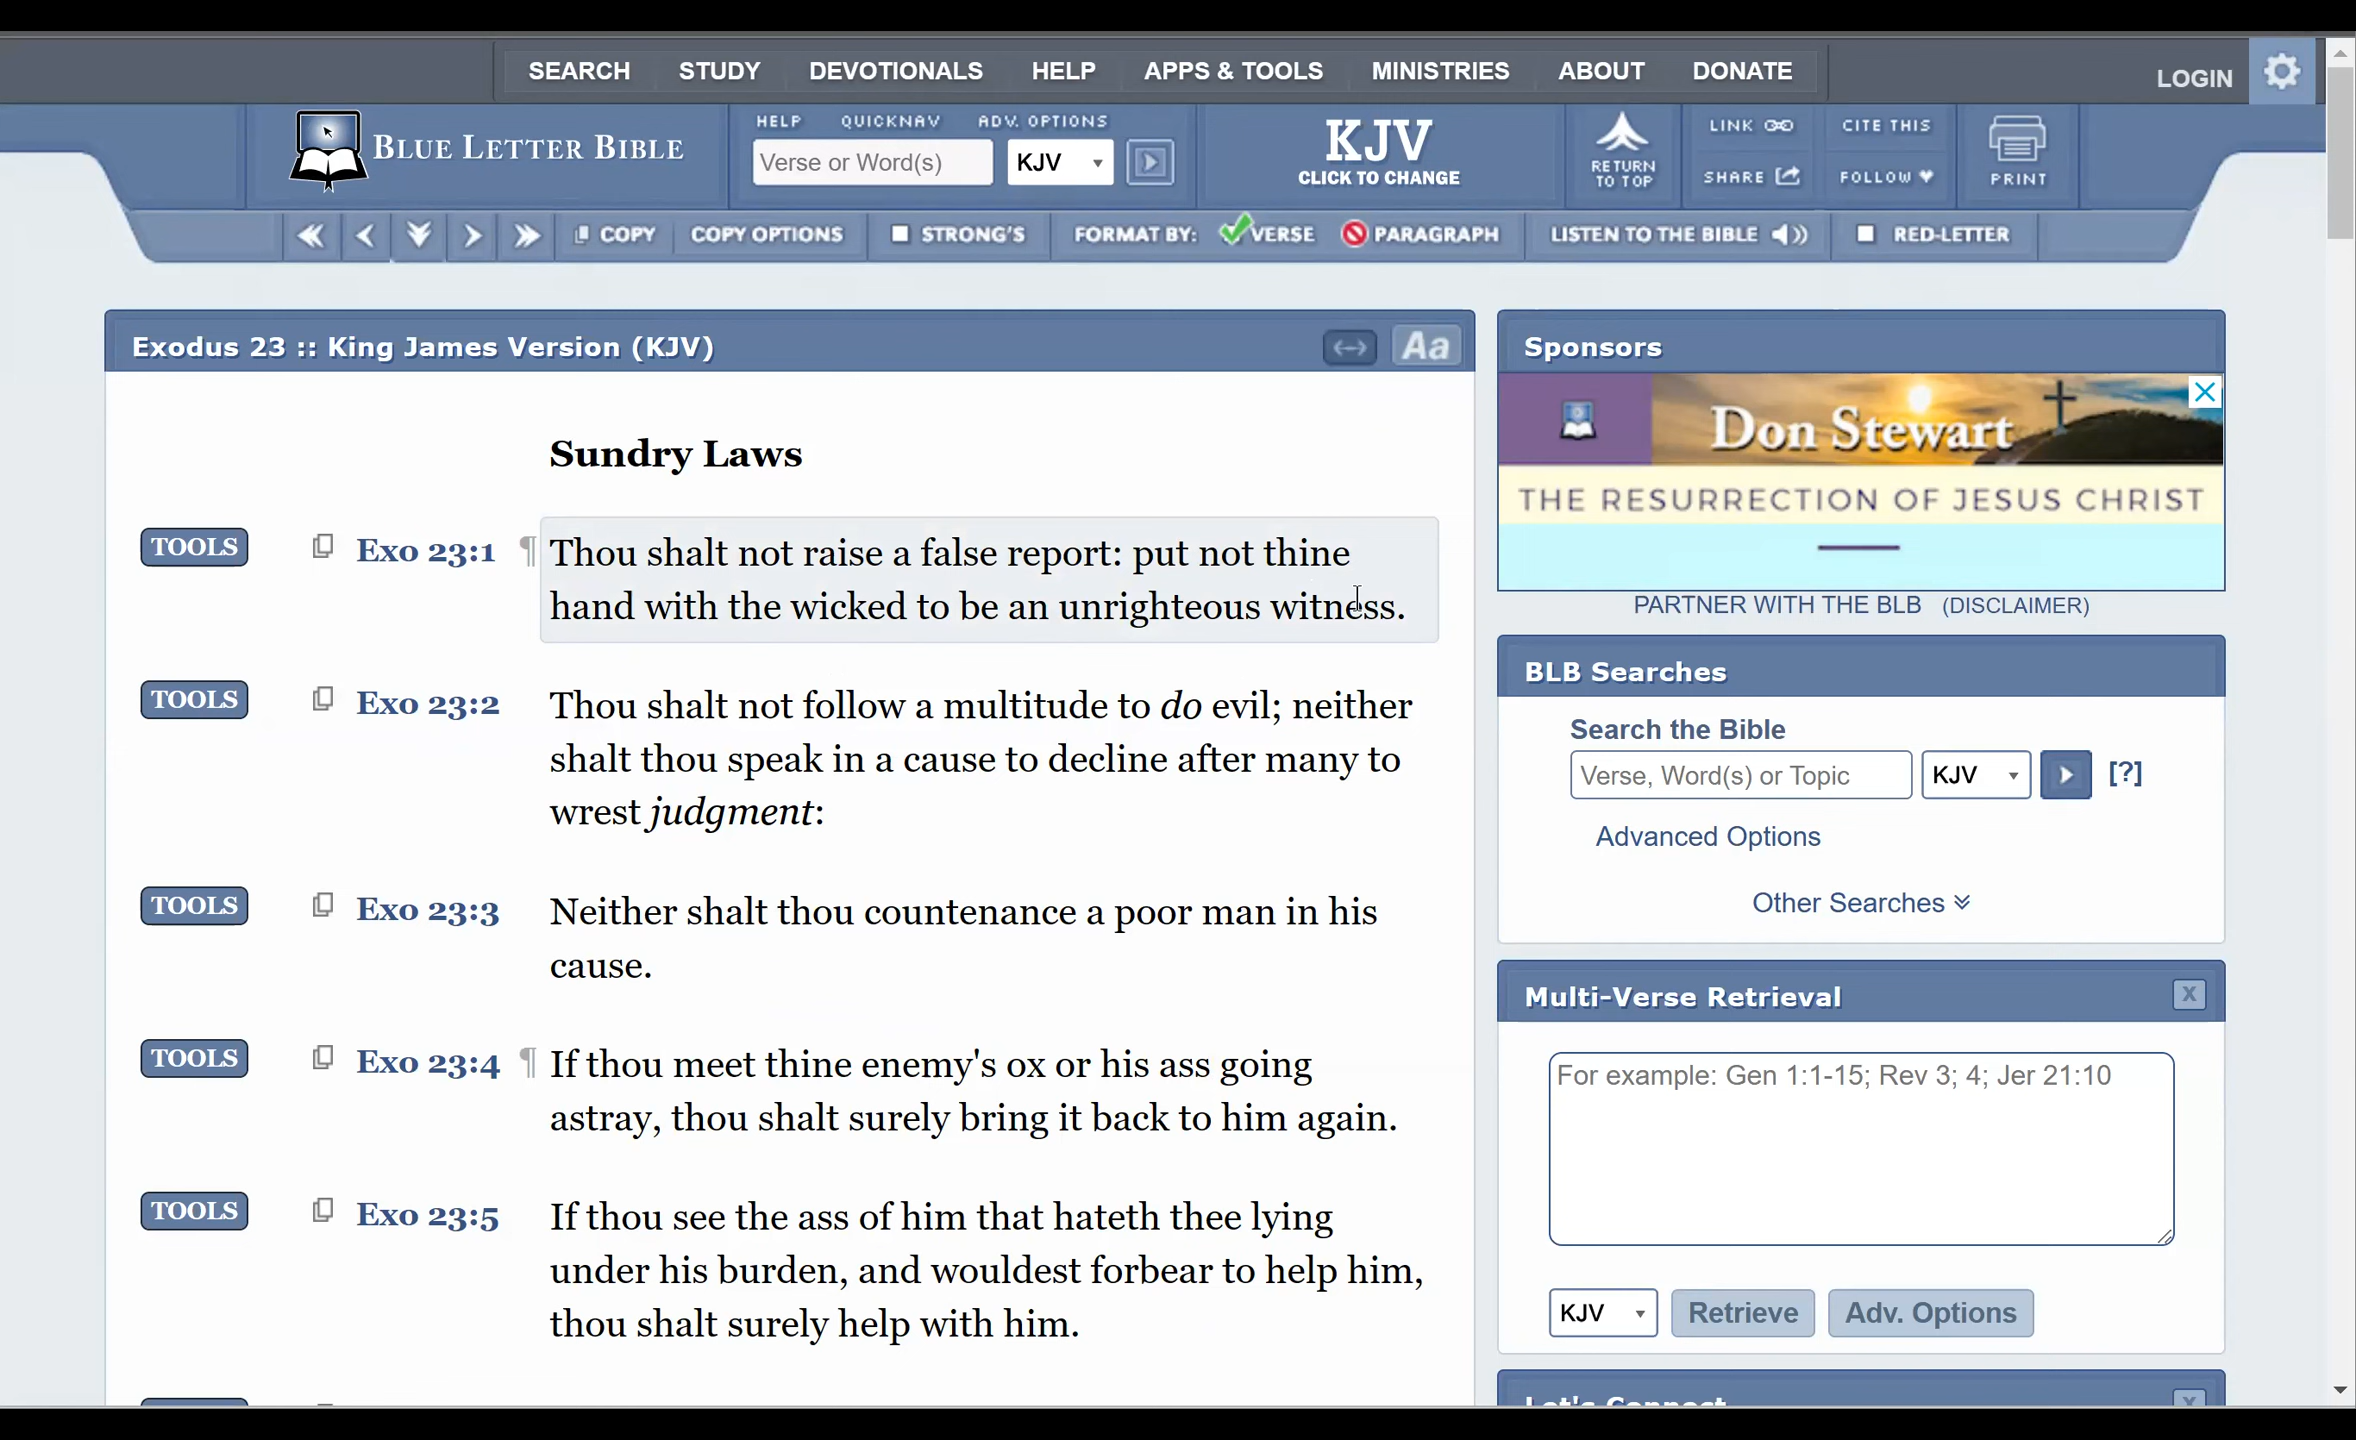 SEARCH STUDY DEVOTIONALS HELP APPS & TOOLS MINISTRIES ABOUT DONATE
LOGIN
BLUE LETTER BIBLE
HELP QUICKNAV ADV. OPTIONS
Verse or Word(s) KJV
KJV
CLICK TO CHANGE
RETURN
TO TOP
LINK CITE THIS
SHARE FOLLOW
PRINT
COPY COPY OPTIONS STRONG'S FORMAT BY: VERSE PARAGRAPH LISTEN TO THE BIBLE RED-LETTER
Exodus 23 :: King James Version (KJV) Aa
Sundry Laws
TOOLS Exo 23:1 ¶ Thou shalt not raise a false report: put not thine
hand with the wicked to be an unrighteous witness.
TOOLS Exo 23:2 Thou shalt not follow a multitude to do evil; neither
shalt thou speak in a cause to decline after many to
wrest judgment:
TOOLS Exo 23:3 Neither shalt thou countenance a poor man in his
cause.
TOOLS Exo 23:4 ¶ If thou meet thine enemy's ox or his ass going
astray, thou shalt surely bring it back to him again.
TOOLS Exo 23:5 If thou see the ass of him that hateth thee lying
under his burden, and wouldest forbear to help him,
thou shalt surely help with him.
Sponsors
Don Stewart
THE RESURRECTION OF JESUS CHRIST
PARTNER WITH THE BLB (DISCLAIMER)
BLB Searches
Search the Bible
Verse, Word(s) or Topic KJV [?]
Advanced Options
Other Searches
Multi-Verse Retrieval X
For example: Gen 1:1-15; Rev 3; 4; Jer 21:10
KJV Retrieve Adv. Options
Let's Connect X